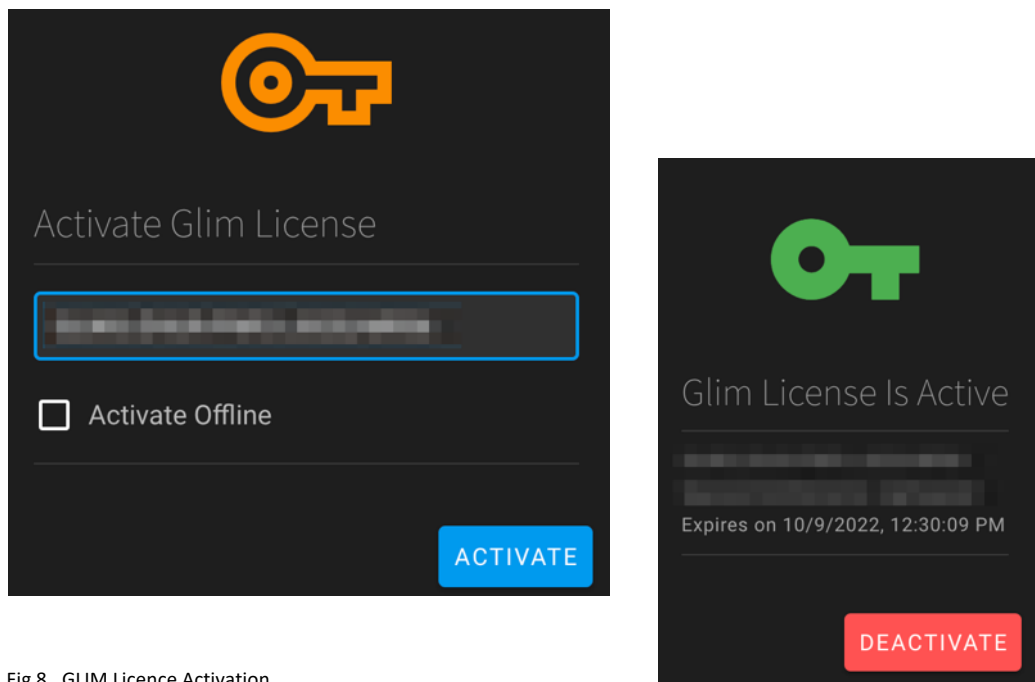 Activate Glim License
Activate Offline
ACTIVATE
Glim License Is Active
Expires on 10/9/2022, 12:30:09 PM
DEACTIVATE
Fig 8. GLIM Licence Activation